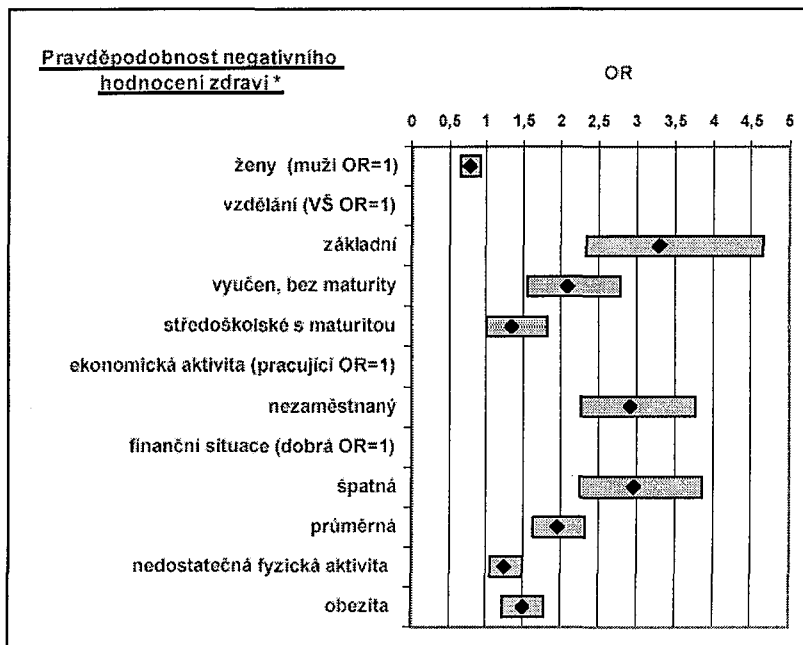 Pravděpodobnost negativního
hodnocení zdraví *
OR
0 0,5 1 1,5 2 2,5 3 3,5 4 4,5 5
ženy (muži OR=1)
vzdělání (VŠ OR=1)
základní
vyučen, bez maturity
středoškolské s maturitou
ekonomická aktivita (pracující OR=1)
nezaměstnaný
finanční situace (dobrá OR=1)
špatná
průměrná
nedostatečná fyzická aktivita
obezita